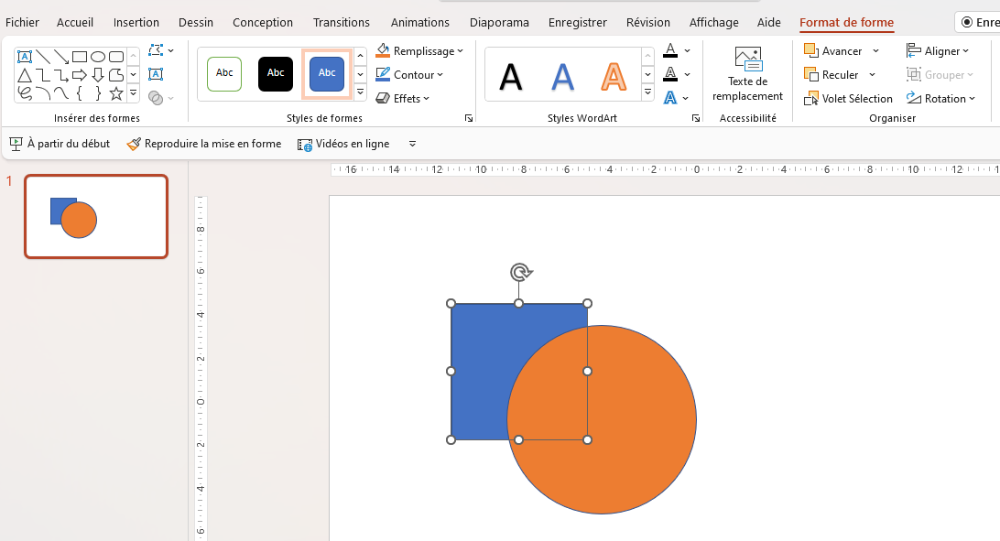 Fichier Accueil Insertion Dessin Conception Transitions Animations Diaporama Enregistrer Révision Affichage Aide Format de forme Enre
Abc Abc Abc
Remplissage
Contour
Effets
A A A
A
A
A
Texte de
remplacement
Avancer
Reculer
Volet Sélection
Aligner
Grouper
Rotation
Insérer des formes Styles de formes Styles WordArt Accessibilité Organiser
À partir du début Reproduire la mise en forme Vidéos en ligne
1
16 14 12 10 8 6 4 2 0 2 4 6 8 10 12
8
6
4
2
0
2
4
6